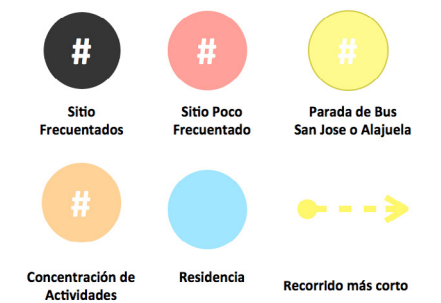 # # #
Sitio
Frecuentados
Sitio Poco
Frecuentado
Parada de Bus
San Jose o Alajuela
#
Concentración de
Actividades
Residencia
Recorrido más corto